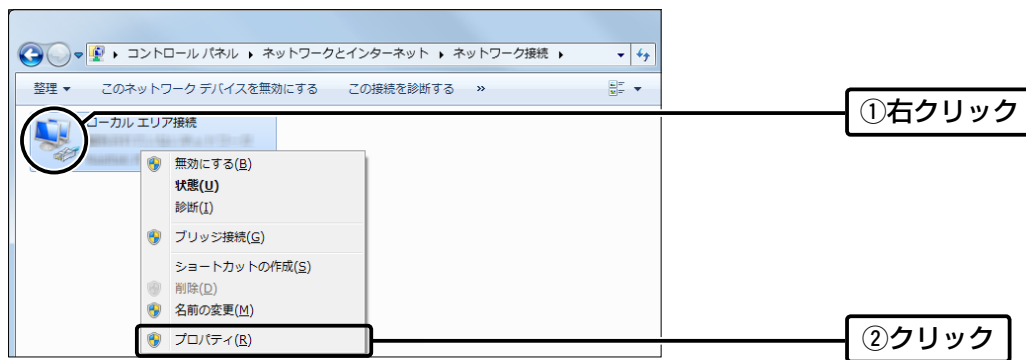 コントロール パネル ▸ ネットワークとインターネット ▸ ネットワーク接続 ▸
整理 ▼ このネットワーク デバイスを無効にする この接続を診断する »
ローカル エリア接続
①右クリック
無効にする(B)
状態(U)
診断(I)
ブリッジ接続(G)
ショートカットの作成(S)
削除(D)
名前の変更(M)
プロパティ(R)
②クリック